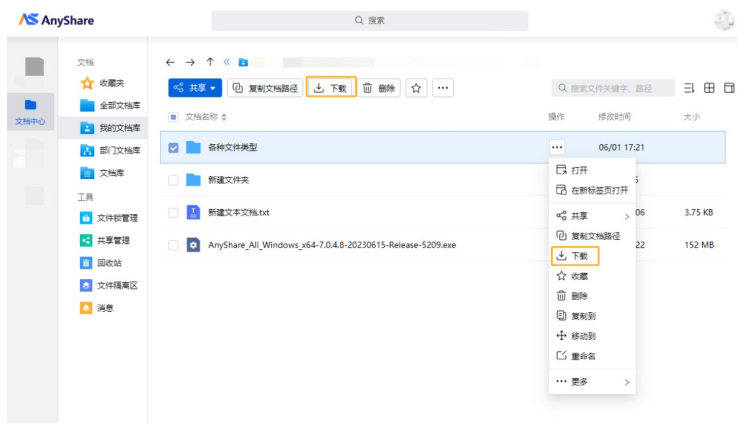 AnyShare
搜索
文档中心
文档
收藏夹
全部文档库
我的文档库
部门文档库
文档库
工具
文件锁管理
共享管理
回收站
文件隔离区
消息
共享 复制文档路径 下载 删除
搜索文件关键字、路径
文档名称 操作 修改时间 大小
各种文件类型 06/01 17:21
新建文件夹 5
新建文本文档.txt 06 3.75 KB
AnyShare_All_Windows_x64-7.0.4.8-20230615-Release-5209.exe 22 152 MB
打开
在新标签页打开
共享
复制文档路径
下载
收藏
删除
复制到
移动到
重命名
更多